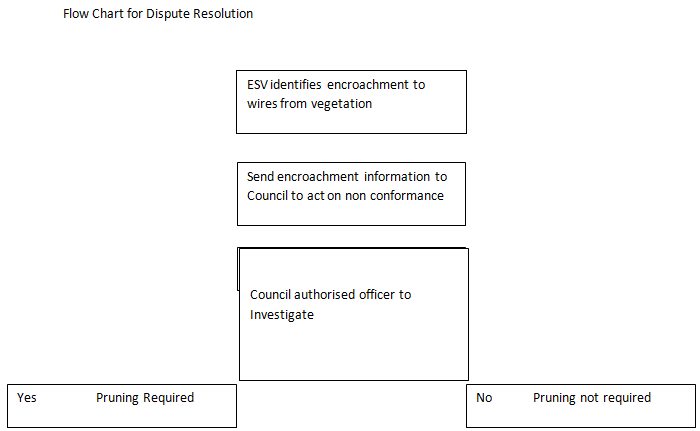 Flow Chart for Dispute Resolution
ESV identifies encroachment to
wires from vegetation
Send encroachment information to
Council to act on non conformance
Council authorised officer to
Investigate
Yes Pruning Required
No Pruning not required